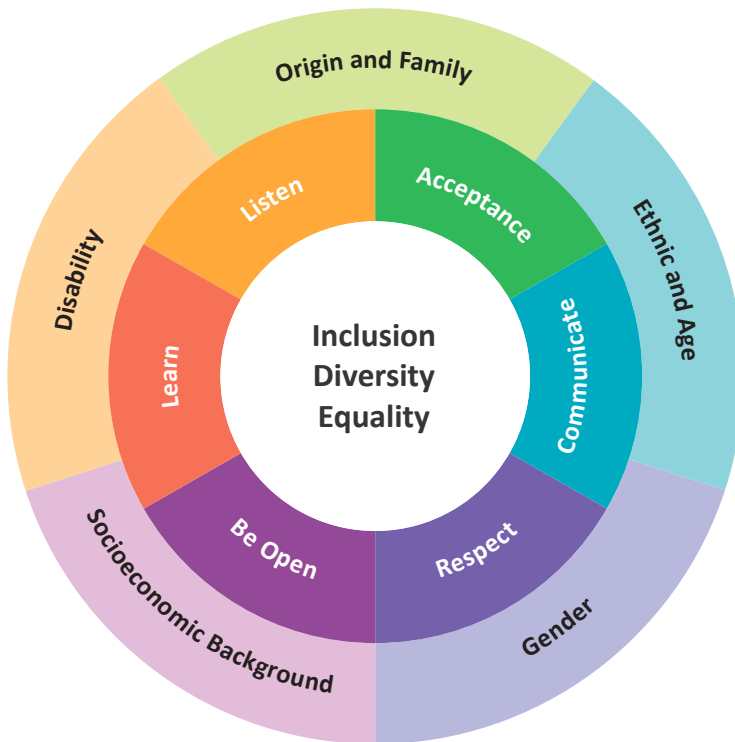 Origin and Family
Ethnic and Age
Gender
Socioeconomic Background
Disability
Listen
Acceptance
Communicate
Respect
Be Open
Learn
Inclusion
Diversity
Equality